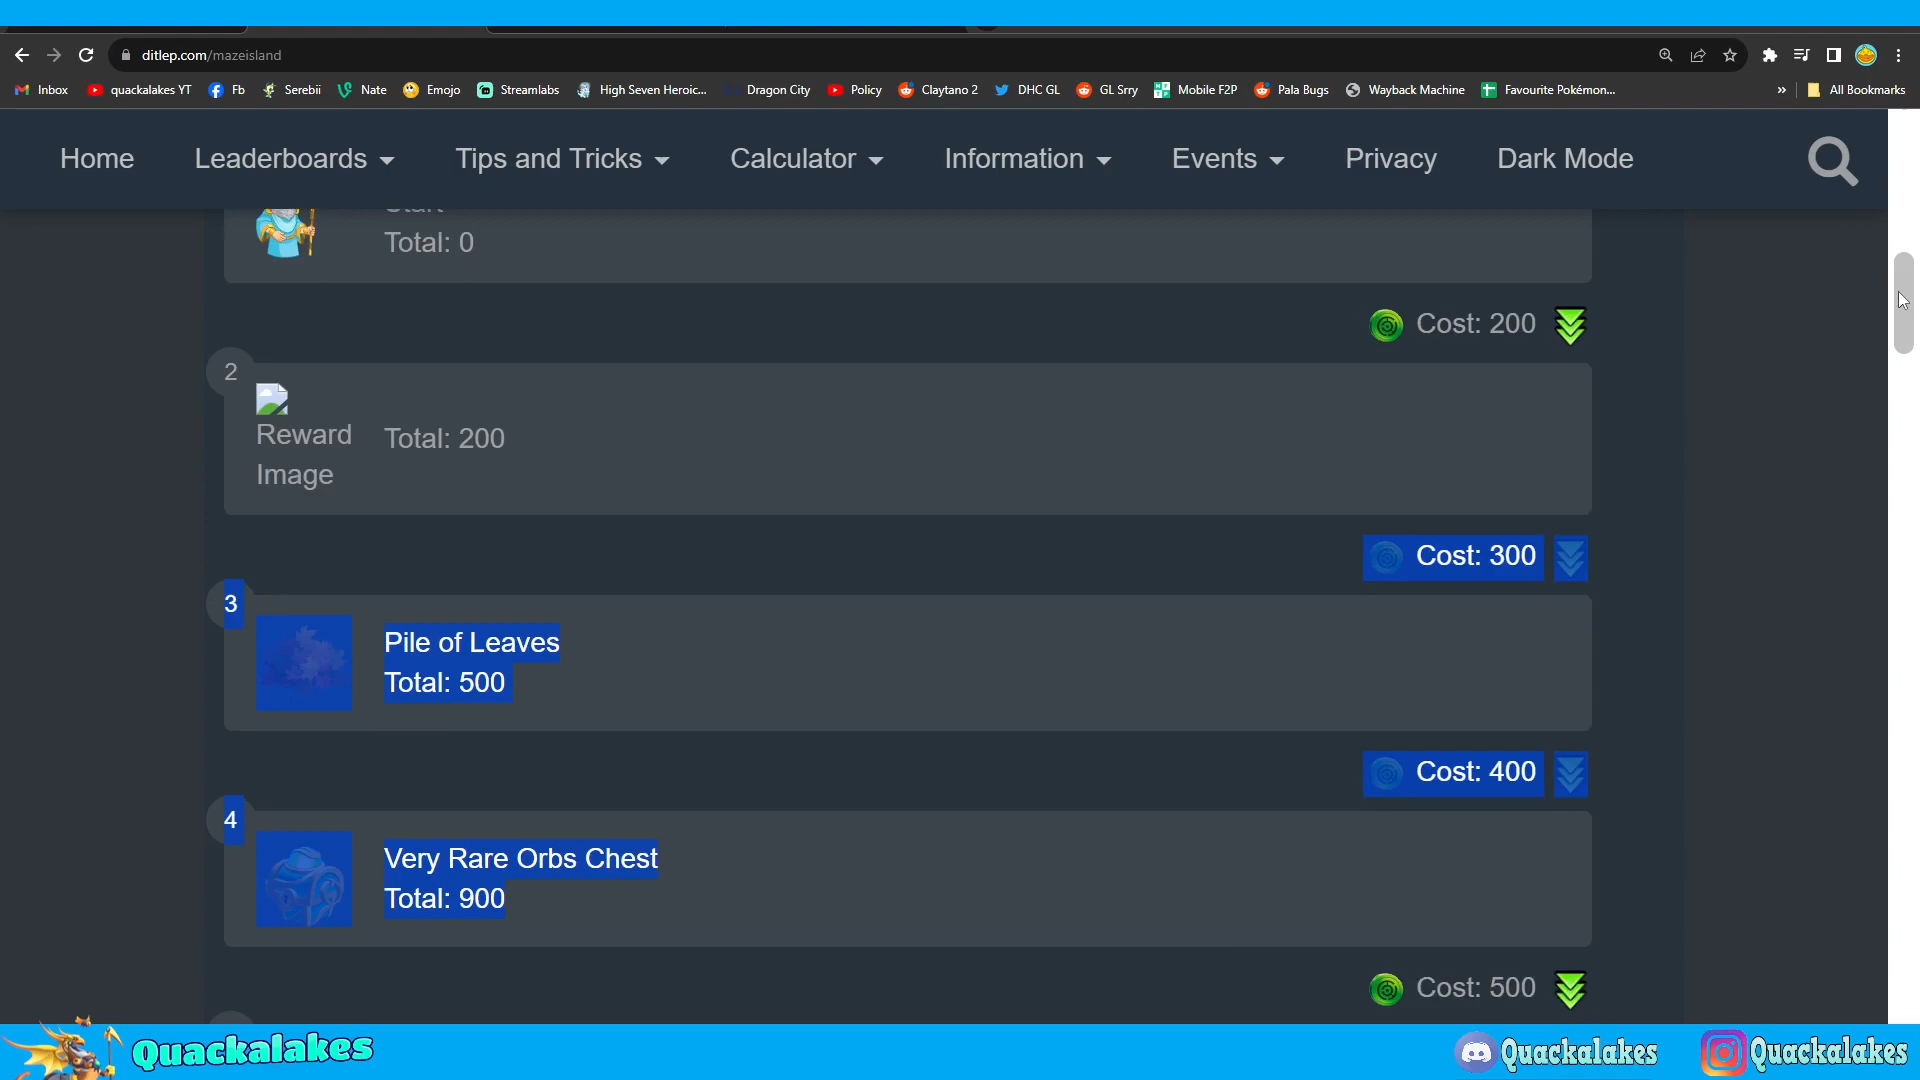 ditlep.com/mazeisland
Inbox quackalakes YT Fb Serebii Nate Emojo Streamlabs High Seven Heroic... Dragon City Policy Claytano 2 DHC GL GL Srry Mobile F2P Pala Bugs Wayback Machine Favourite Pokémon... » All Bookmarks
Home Leaderboards Tips and Tricks Calculator Information Events Privacy Dark Mode
Start
Total: 0
Cost: 200
2
Reward
Image
Total: 200
Cost: 300
3
Pile of Leaves
Total: 500
Cost: 400
4
Very Rare Orbs Chest
Total: 900
Cost: 500
Quackalakes
Quackalakes
Quackalakes